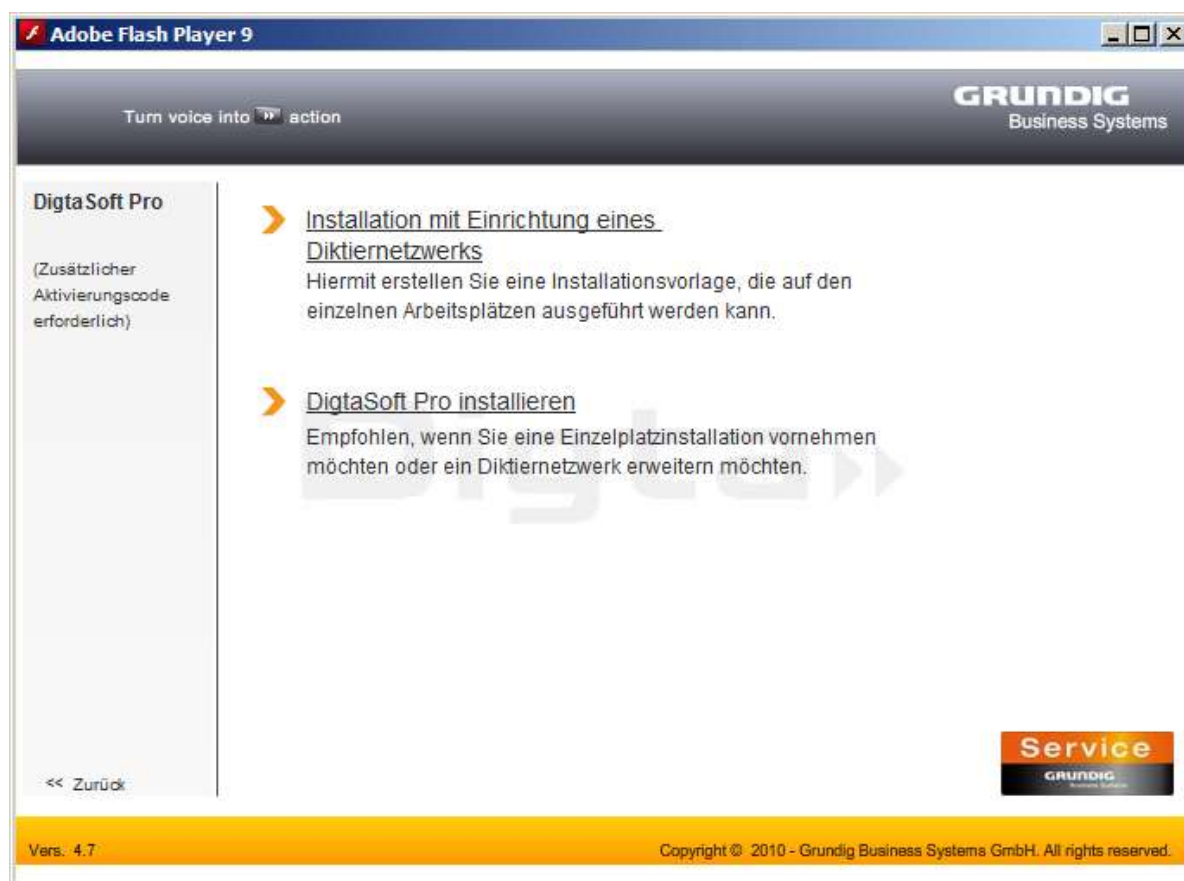 Adobe Flash Player 9
Turn voice into action
GRUNDIG
Business Systems
DigtaSoft Pro
(Zusätzlicher
Aktivierungscode
erforderlich)
Installation mit Einrichtung eines
Diktiernetzwerks
Hiermit erstellen Sie eine Installationsvorlage, die auf den
einzelnen Arbeitsplätzen ausgeführt werden kann.
DigtaSoft Pro installieren
Empfohlen, wenn Sie eine Einzelplatzinstallation vornehmen
möchten oder ein Diktiernetzwerk erweitern möchten.
Digta
<< Zurück
Service
GRUNDIG
Business Systems
Vers. 4.7
Copyright © 2010 - Grundig Business Systems GmbH. All rights reserved.